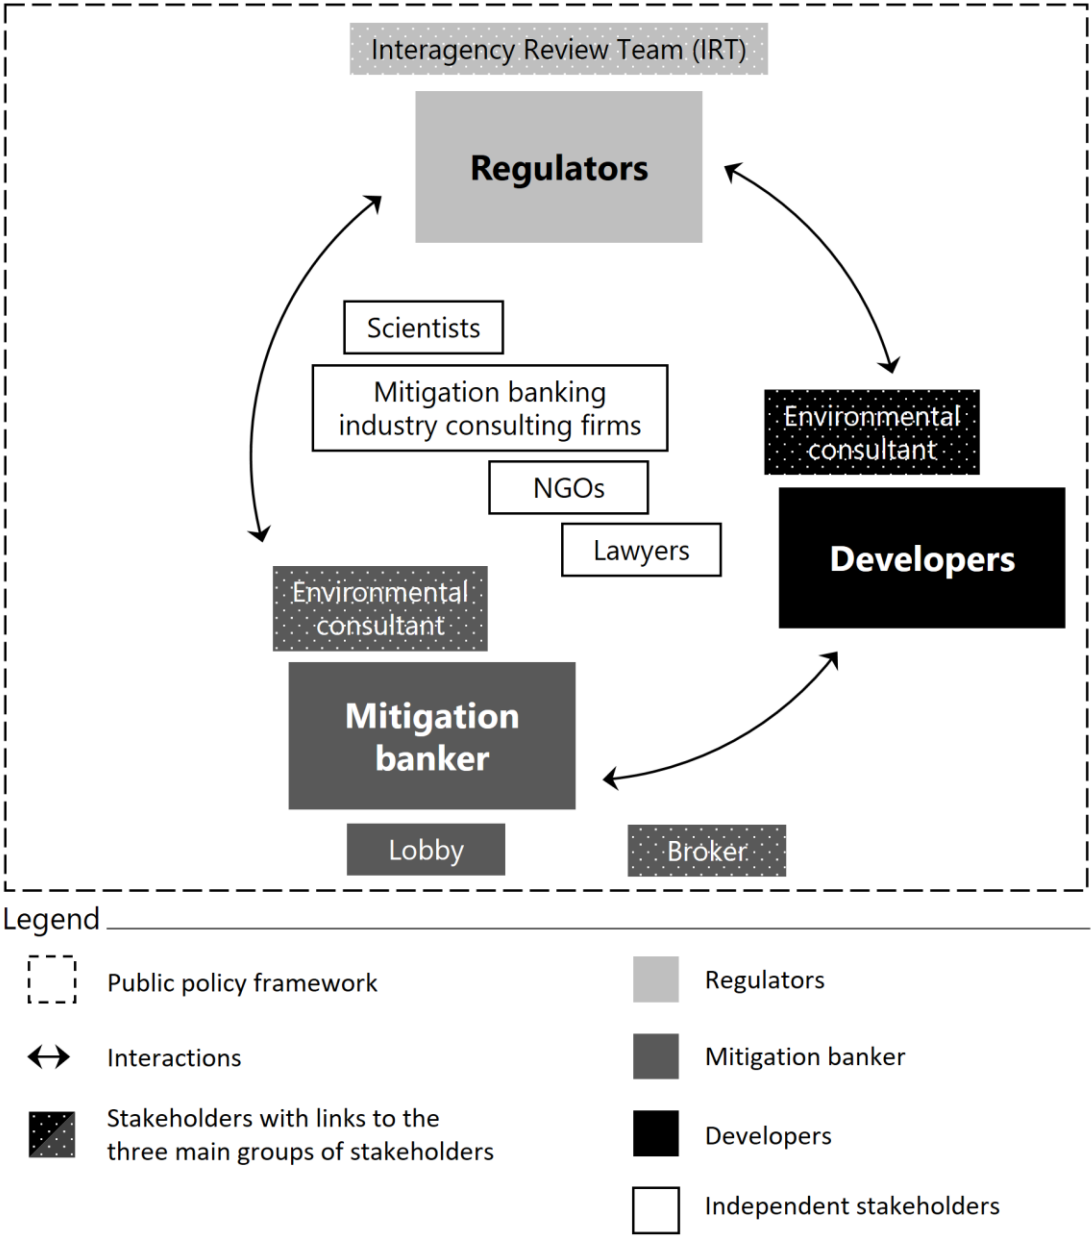 Interagency Review Team (IRT)
Regulators
Scientists
Mitigation banking
industry consulting firms
NGOs
Lawyers
Environmental
consultant
Developers
Environmental
consultant
Mitigation
banker
Lobby
Broker
Legend
Public policy framework
Interactions
Stakeholders with links to the
three main groups of stakeholders
Regulators
Mitigation banker
Developers
Independent stakeholders